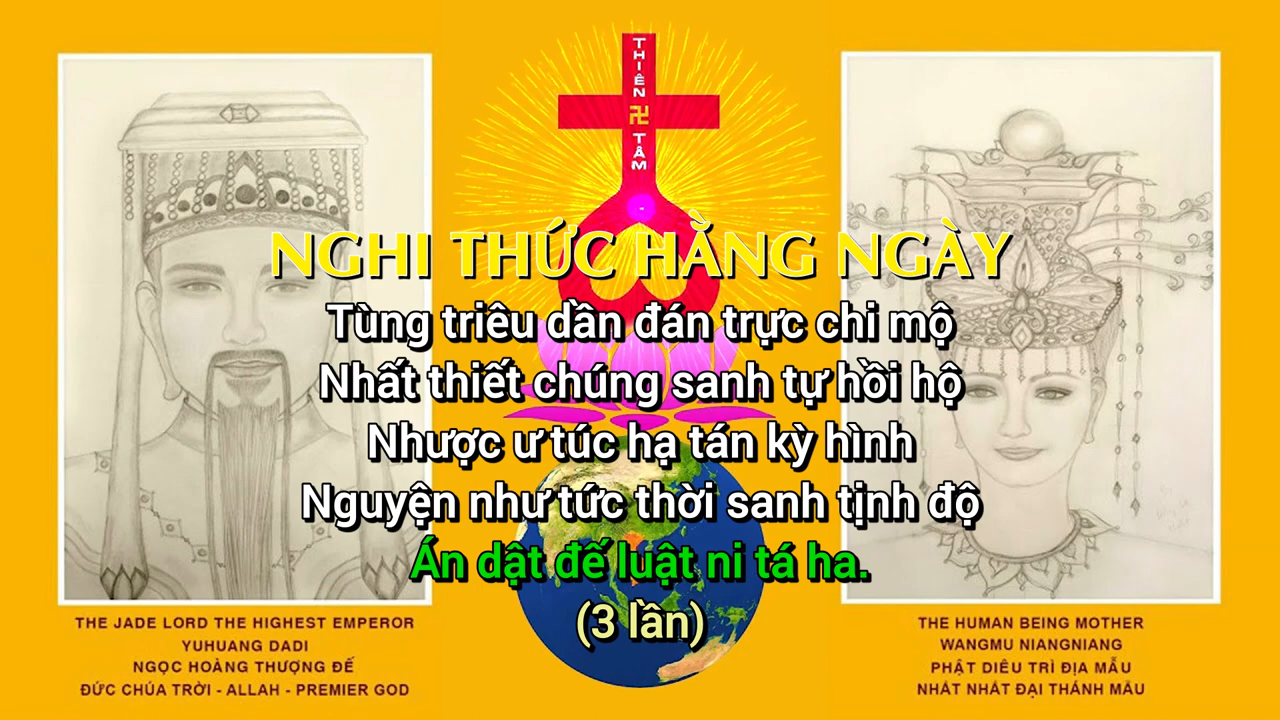 THIÊN
卍
TÂM
NGHI THỨC HẰNG NGÀY
Tùng triêu dần đán trực chi mộ
Nhất thiết chúng sanh tự hồi hộ
Nhược ư túc hạ tán kỳ hình
Nguyện như tức thời sanh tịnh độ
Án dật đế luật ni tá ha.
(3 lần)
THE JADE LORD THE HIGHEST EMPEROR
YUHUANG DADI
NGỌC HOÀNG THƯỢNG ĐẾ
ĐỨC CHÚA TRỜI - ALLAH - PREMIER GOD
THE HUMAN BEING MOTHER
WANGMU NIANGNIANG
PHẬT DIÊU TRÌ ĐỊA MẪU
NHẤT NHẤT ĐẠI THÁNH MẪU